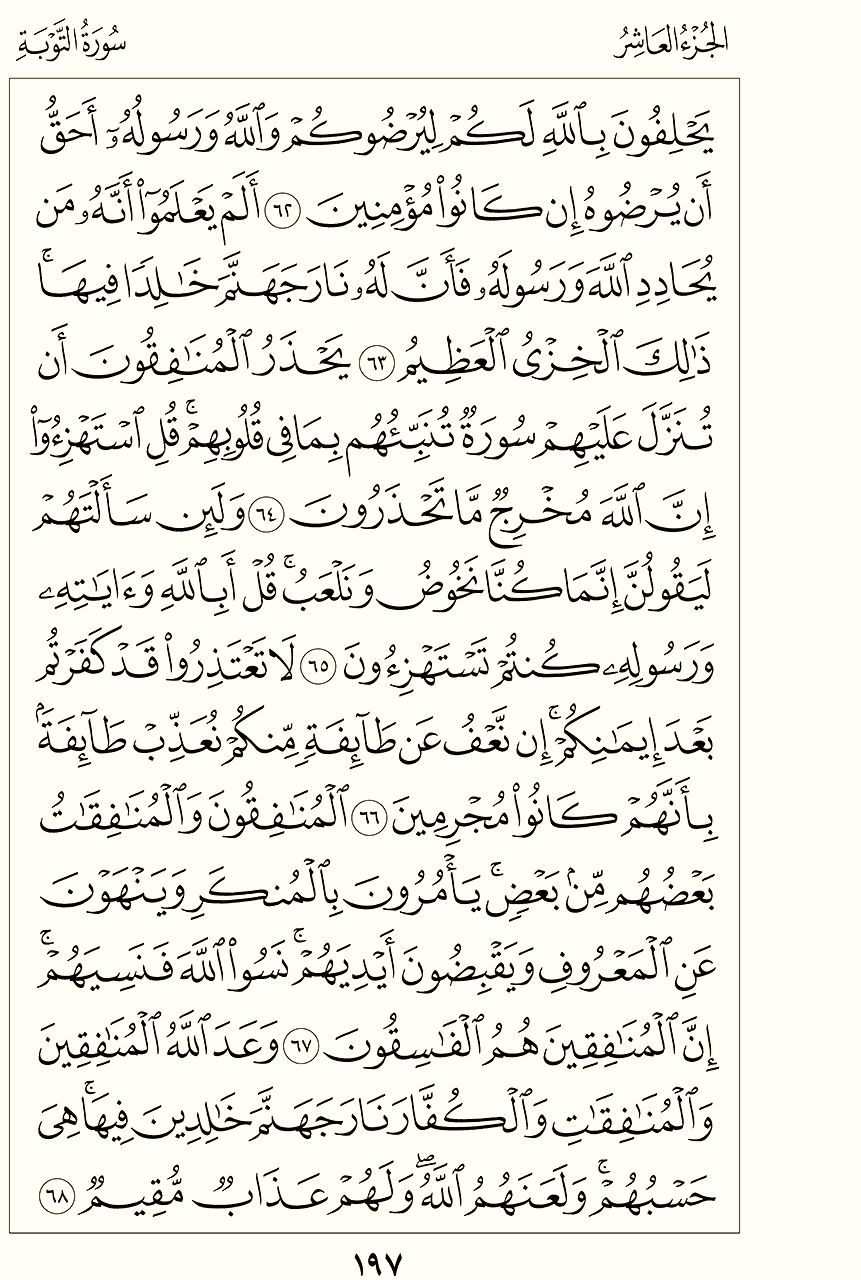 الجُزْءُ العَاشِرُ سُورَةُ التَّوْبَةِ
يَحْلِفُونَ بِٱللَّهِ لَكُمْ لِيُرْضُوكُمْ وَٱللَّهُ وَرَسُولُهُۥٓ أَحَقُّ
أَن يُرْضُوهُ إِن كَانُوا۟ مُؤْمِنِينَ ٦٢ أَلَمْ يَعْلَمُوٓا۟ أَنَّهُۥ مَن
يُحَادِدِ ٱللَّهَ وَرَسُولَهُۥ فَأَنَّ لَهُۥ نَارَ جَهَنَّمَ خَٰلِدًا فِيهَا ۚ
ذَٰلِكَ ٱلْخِزْىُ ٱلْعَظِيمُ ٦٣ يَحْذَرُ ٱلْمُنَٰفِقُونَ أَن
تُنَزَّلَ عَلَيْهِمْ سُورَةٌ تُنَبِّئُهُم بِمَا فِى قُلُوبِهِمْ ۚ قُلِ ٱسْتَهْزِءُوٓا۟
إِنَّ ٱللَّهَ مُخْرِجٌ مَّا تَحْذَرُونَ ٦٤ وَلَئِن سَأَلْتَهُمْ
لَيَقُولُنَّ إِنَّمَا كُنَّا نَخُوضُ وَنَلْعَبُ ۚ قُلْ أَبِٱللَّهِ وَءَايَٰتِهِۦ
وَرَسُولِهِۦ كُنتُمْ تَسْتَهْزِءُونَ ٦٥ لَا تَعْتَذِرُوا۟ قَدْ كَفَرْتُم
بَعْدَ إِيمَٰنِكُمْ ۚ إِن نَّعْفُ عَن طَآئِفَةٍ مِّنكُمْ نُعَذِّبْ طَآئِفَةًۢ
بِأَنَّهُمْ كَانُوا۟ مُجْرِمِينَ ٦٦ ٱلْمُنَٰفِقُونَ وَٱلْمُنَٰفِقَٰتُ
بَعْضُهُم مِّنۢ بَعْضٍ ۚ يَأْمُرُونَ بِٱلْمُنكَرِ وَيَنْهَوْنَ
عَنِ ٱلْمَعْرُوفِ وَيَقْبِضُونَ أَيْدِيَهُمْ ۚ نَسُوا۟ ٱللَّهَ فَنَسِيَهُمْ ۚ
إِنَّ ٱلْمُنَٰفِقِينَ هُمُ ٱلْفَٰسِقُونَ ٦٧ وَعَدَ ٱللَّهُ ٱلْمُنَٰفِقِينَ
وَٱلْمُنَٰفِقَٰتِ وَٱلْكُفَّارَ نَارَ جَهَنَّمَ خَٰلِدِينَ فِيهَا ۚ هِىَ
حَسْبُهُمْ ۚ وَلَعَنَهُمُ ٱللَّهُ ۖ وَلَهُمْ عَذَابٌ مُّقِيمٌ ٦٨
١٩٧